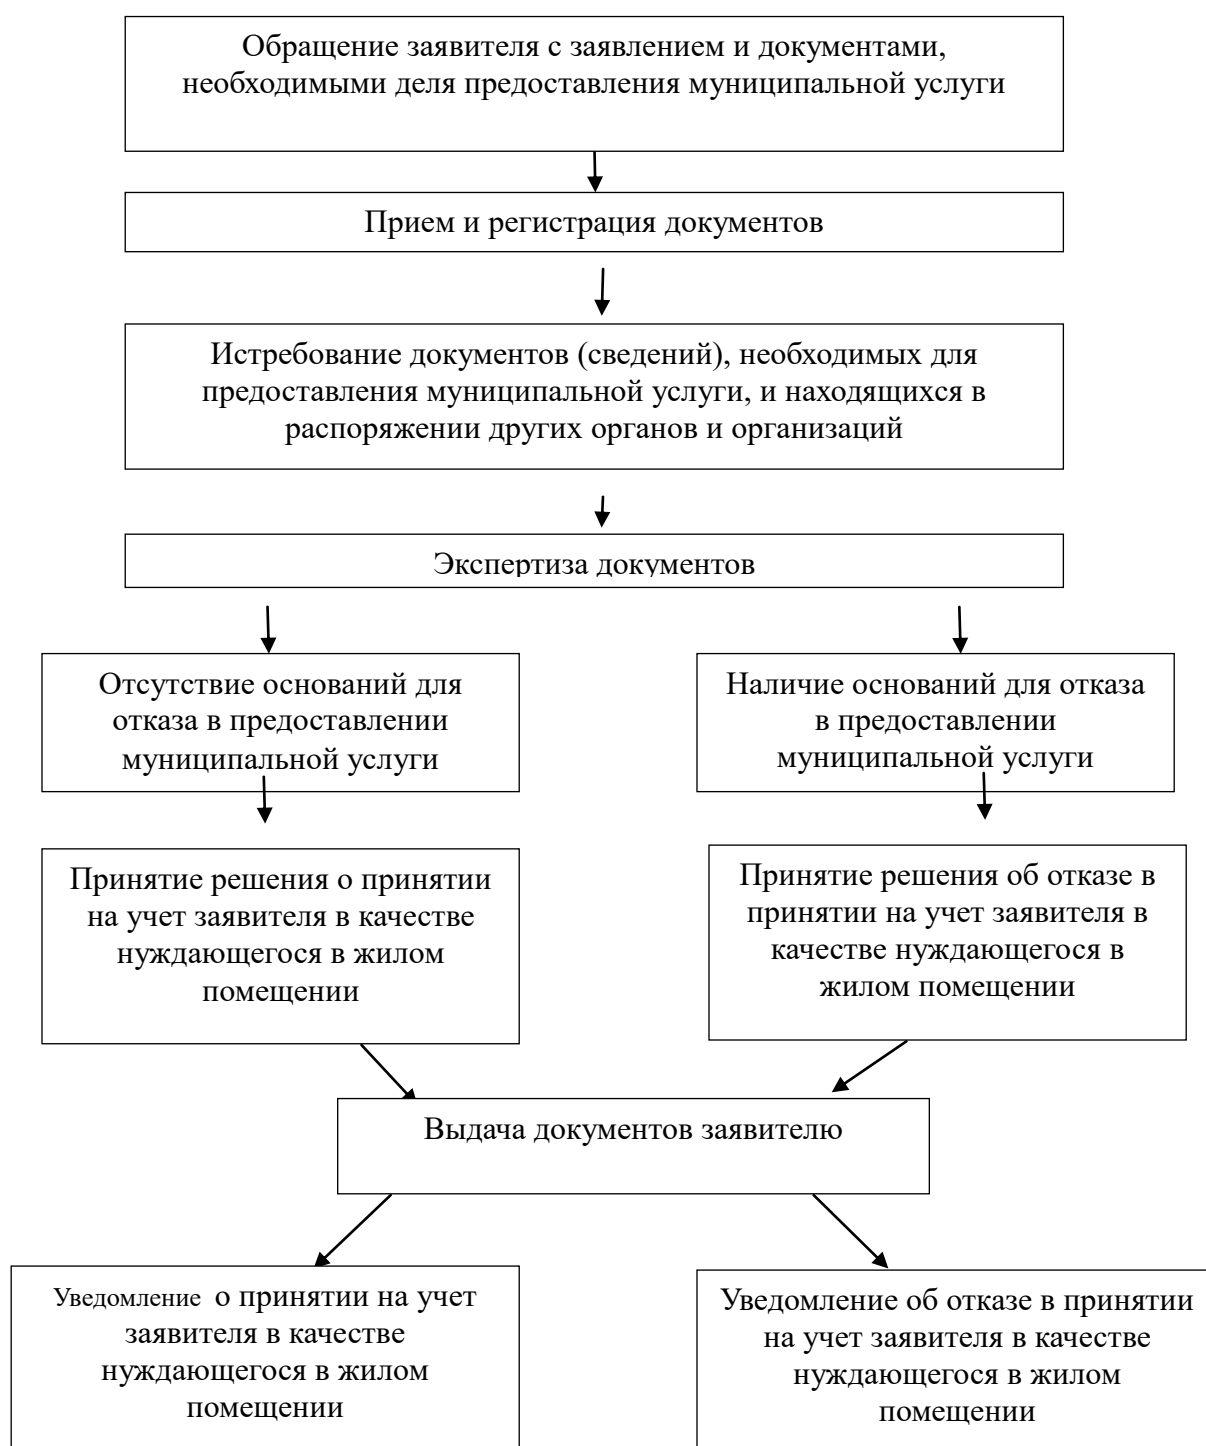 Обращение заявителя с заявлением и документами,
необходимыми деля предоставления муниципальной услуги
Прием и регистрация документов
Истребование документов (сведений), необходимых для
предоставления муниципальной услуги, и находящихся в
распоряжении других органов и организаций
Экспертиза документов
Отсутствие оснований для
отказа в предоставлении
муниципальной услуги
Наличие оснований для отказа
в предоставлении
муниципальной услуги
Принятие решения о принятии
на учет заявителя в качестве
нуждающегося в жилом
помещении
Принятие решения об отказе в
принятии на учет заявителя в
качестве нуждающегося в
жилом помещении
Выдача документов заявителю
Уведомление о принятии на учет
заявителя в качестве
нуждающегося в жилом
помещении
Уведомление об отказе в принятии
на учет заявителя в качестве
нуждающегося в жилом
помещении